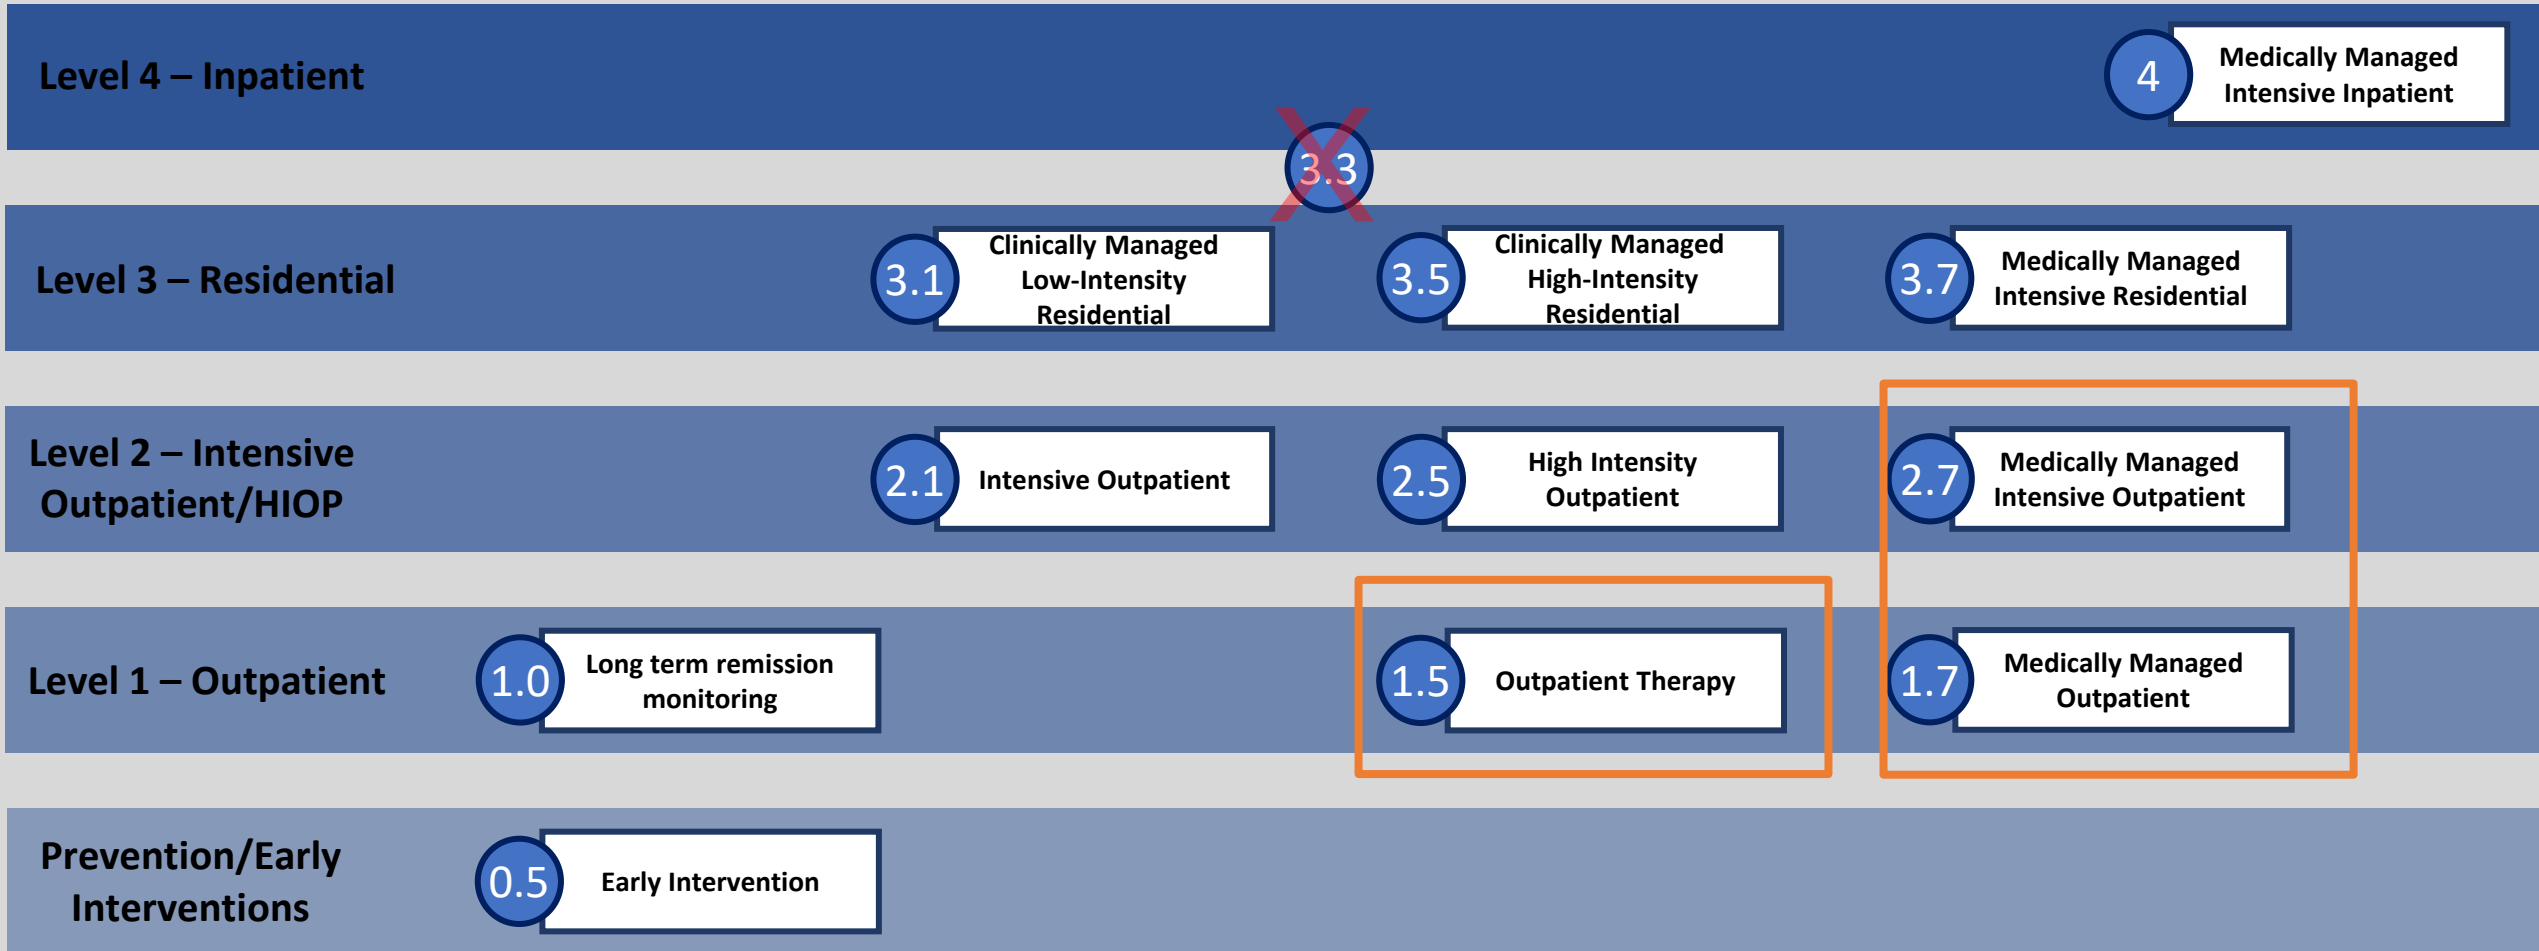 Level 4 – Inpatient
4
Medically Managed
Intensive Inpatient
3.3
X
Level 3 – Residential
3.1
Clinically Managed
Low-Intensity
Residential
3.5
Clinically Managed
High-Intensity
Residential
3.7
Medically Managed
Intensive Residential
Level 2 – Intensive
Outpatient/HIOP
2.1
Intensive Outpatient
2.5
High Intensity
Outpatient
2.7
Medically Managed
Intensive Outpatient
Level 1 – Outpatient
1.0
Long term remission
monitoring
1.5
Outpatient Therapy
1.7
Medically Managed
Outpatient
Prevention/Early
Interventions
0.5
Early Intervention